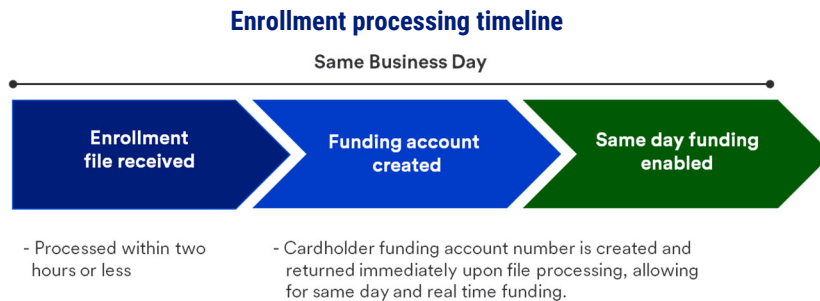 Enrollment processing timeline
Same Business Day
Enrollment
file received
Funding account
created
Same day funding
enabled
- Processed within two
hours or less
- Cardholder funding account number is created and
returned immediately upon file processing, allowing
for same day and real time funding.